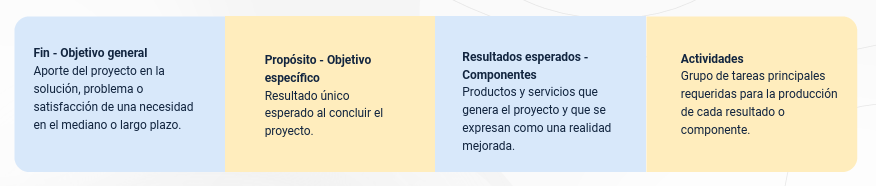 Fin - Objetivo general
Aporte del proyecto en la
solución, problema o
satisfacción de una necesidad
en el mediano o largo plazo.
Propósito - Objetivo
específico
Resultado único
esperado al concluir el
proyecto.
Resultados esperados -
Componentes
Productos y servicios que
genera el proyecto y que se
expresan como una realidad
mejorada.
Actividades
Grupo de tareas principales
requeridas para la producción
de cada resultado o
componente.